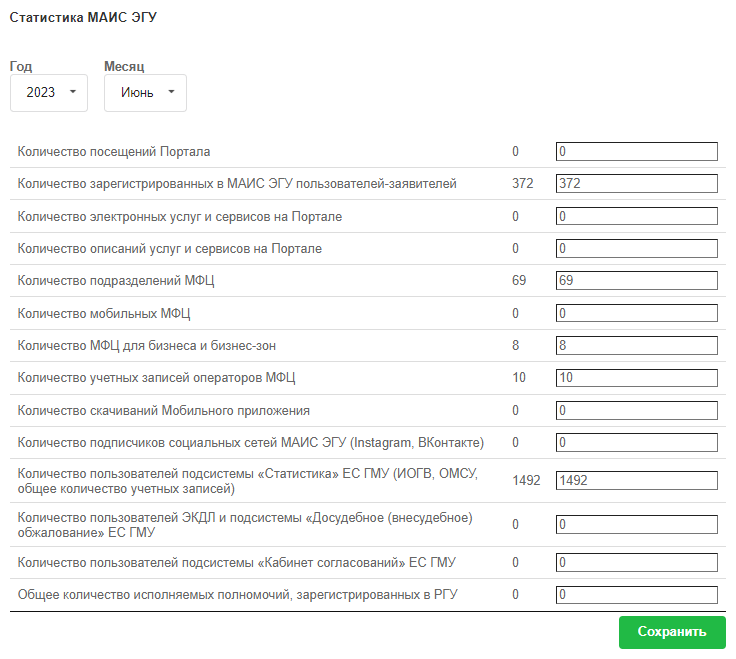 Статистика МАИС ЭГУ
Год Месяц
2023 Июнь
Количество посещений Портала 0 0
Количество зарегистрированных в МАИС ЭГУ пользователей-заявителей 372 372
Количество электронных услуг и сервисов на Портале 0 0
Количество описаний услуг и сервисов на Портале 0 0
Количество подразделений МФЦ 69 69
Количество мобильных МФЦ 0 0
Количество МФЦ для бизнеса и бизнес-зон 8 8
Количество учетных записей операторов МФЦ 10 10
Количество скачиваний Мобильного приложения 0 0
Количество подписчиков социальных сетей МАИС ЭГУ (Instagram, ВКонтакте) 0 0
Количество пользователей подсистемы «Статистика» ЕС ГМУ (ИОГВ, ОМСУ,
общее количество учетных записей) 1492 1492
Количество пользователей ЭКДЛ и подсистемы «Досудебное (внесудебное)
обжалование» ЕС ГМУ 0 0
Количество пользователей подсистемы «Кабинет согласований» ЕС ГМУ 0 0
Общее количество исполняемых полномочий, зарегистрированных в РГУ 0 0
Сохранить